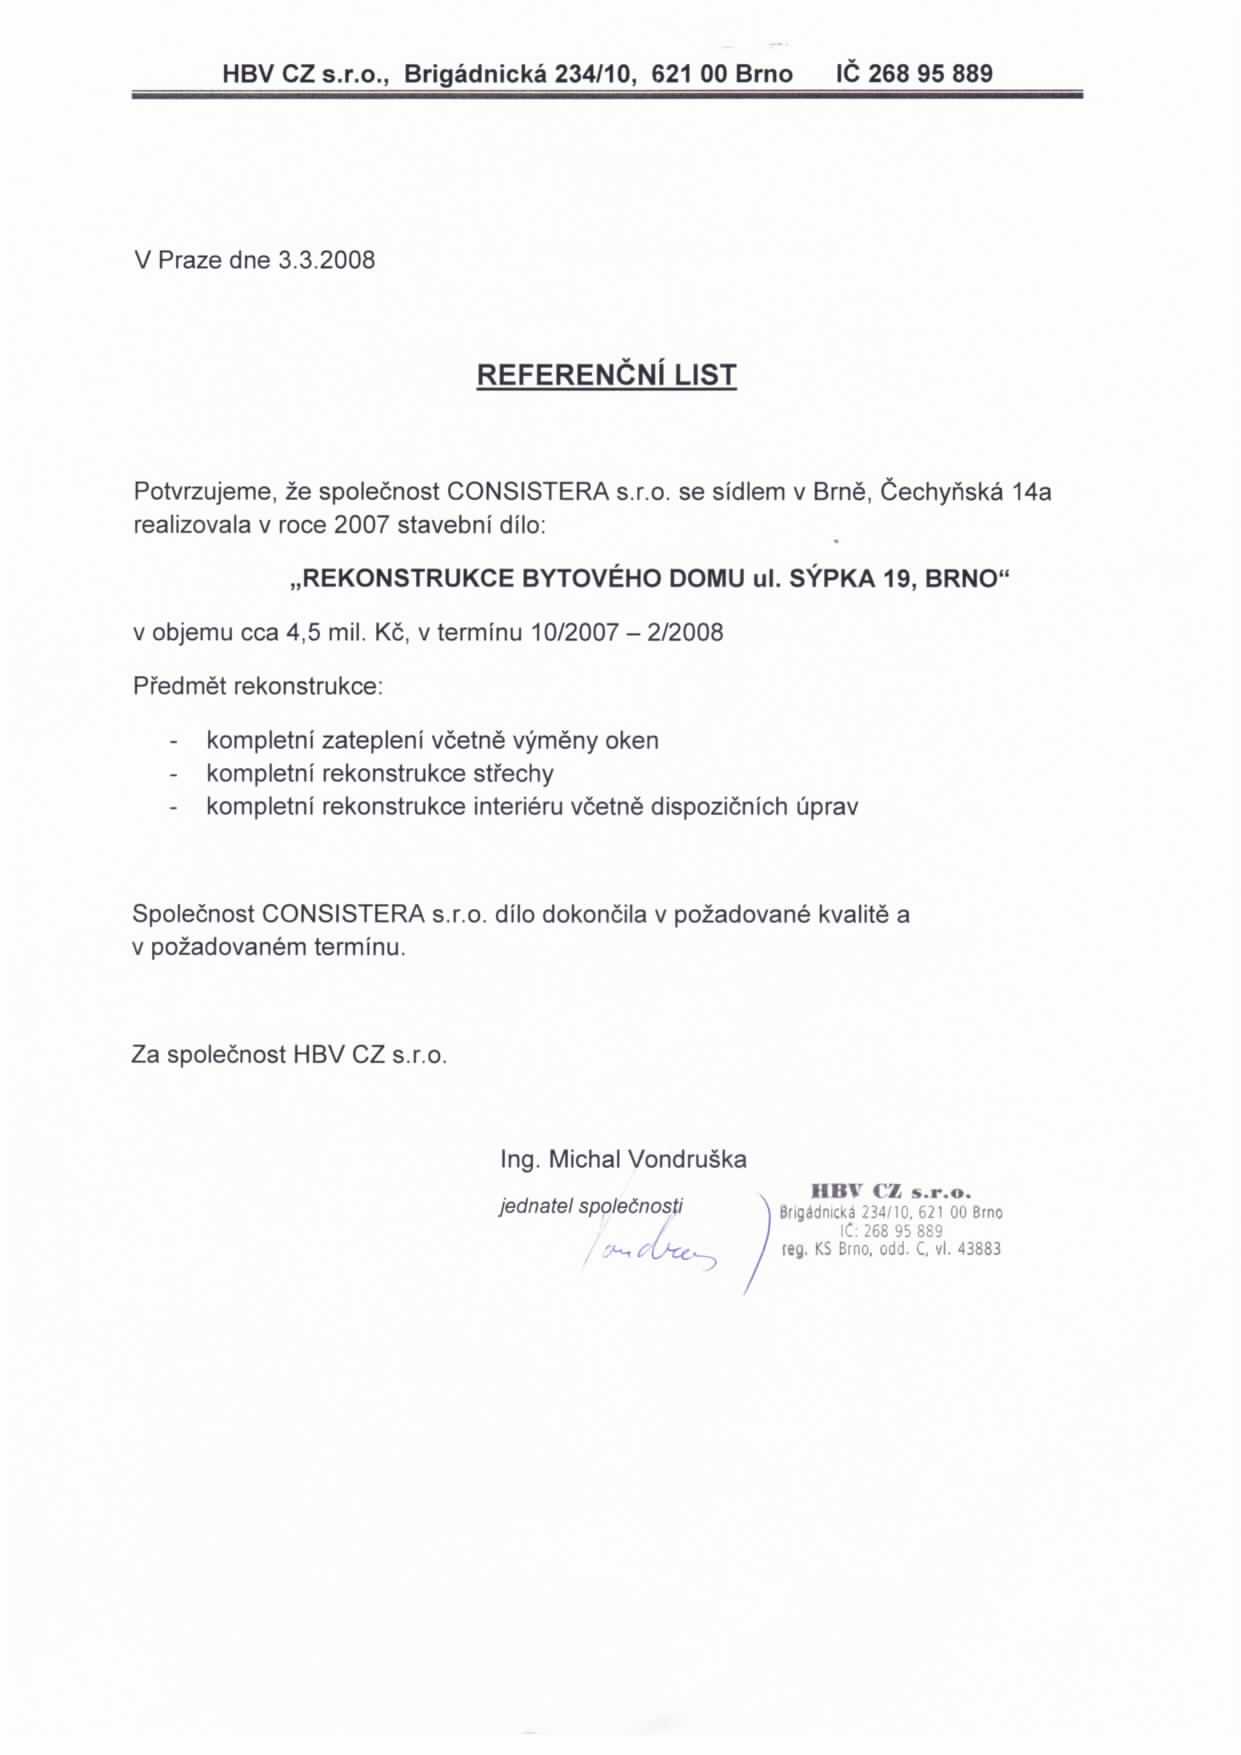 HBV CZ s.r.o., Brigádnická 234/10, 621 00 Brno IČ 268 95 889
V Praze dne 3.3.2008
REFERENČNÍ LIST
Potvrzujeme, že společnost CONSISTERA s.r.o. se sídlem v Brně, Čechyňská 14a
realizovala v roce 2007 stavební dílo:
„REKONSTRUKCE BYTOVÉHO DOMU ul. SÝPKA 19, BRNO“
v objemu cca 4,5 mil. Kč, v termínu 10/2007 – 2/2008
Předmět rekonstrukce:
- kompletní zateplení včetně výměny oken
- kompletní rekonstrukce střechy
- kompletní rekonstrukce interiéru včetně dispozičních úprav
Společnost CONSISTERA s.r.o. dílo dokončila v požadované kvalitě a
v požadovaném termínu.
Za společnost HBV CZ s.r.o.
Ing. Michal Vondruška
jednatel společnosti
HBV CZ s.r.o.
Brigádnická 234/10, 621 00 Brno
IČ: 268 95 889
reg. KS Brno, odd. C, vl. 43883